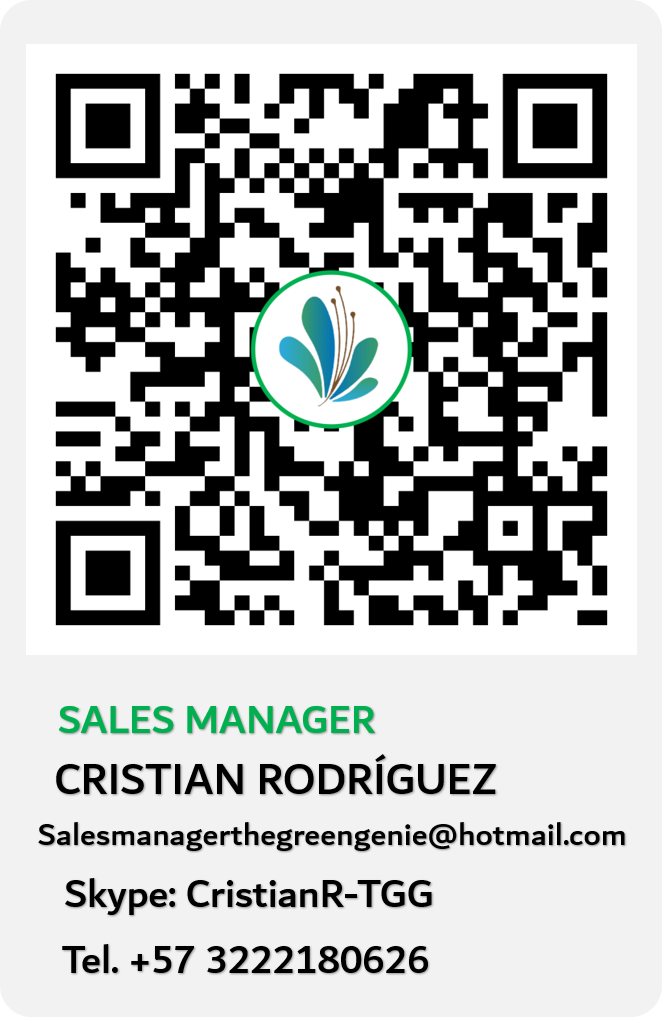 SALES MANAGER
CRISTIAN RODRÍGUEZ
Salesmanagerthegreengenie@hotmail.com
Skype: CristianR-TGG
Tel. +57 3222180626